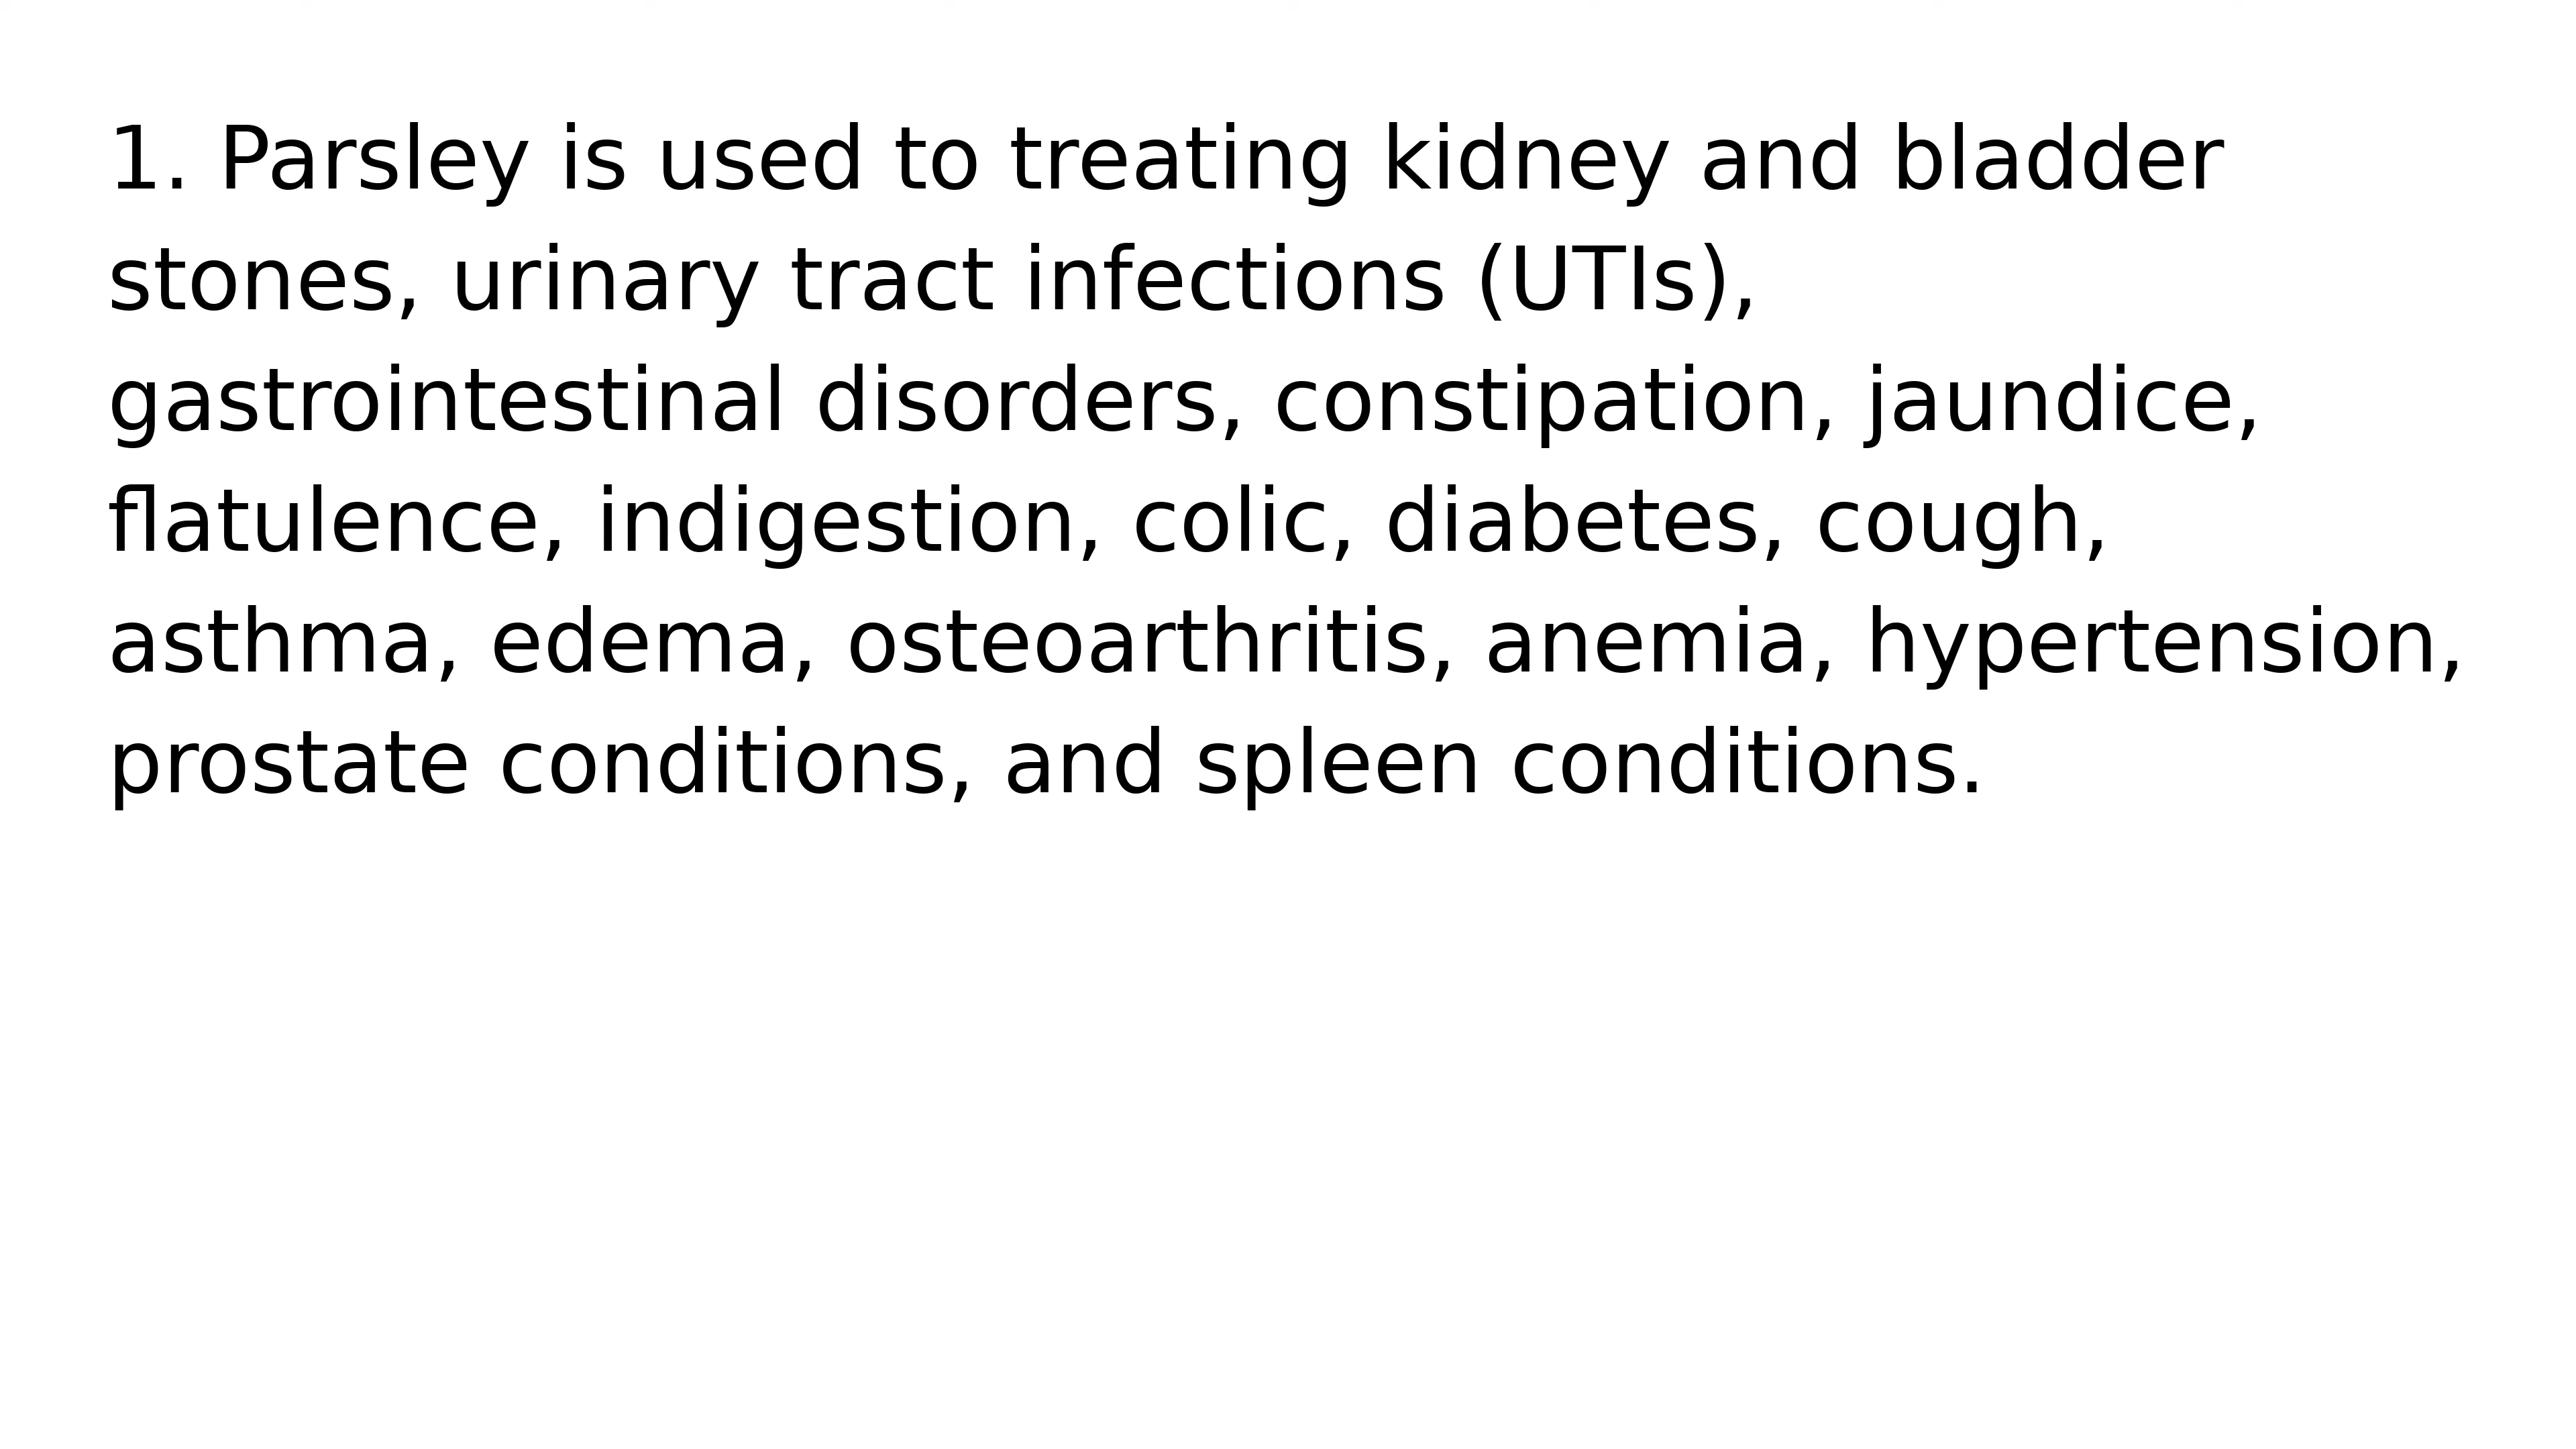 1. Parsley is used to treating kidney and bladder
stones, urinary tract infections (UTIs),
gastrointestinal disorders, constipation, jaundice,
flatulence, indigestion, colic, diabetes, cough,
asthma, edema, osteoarthritis, anemia, hypertension,
prostate conditions, and spleen conditions.